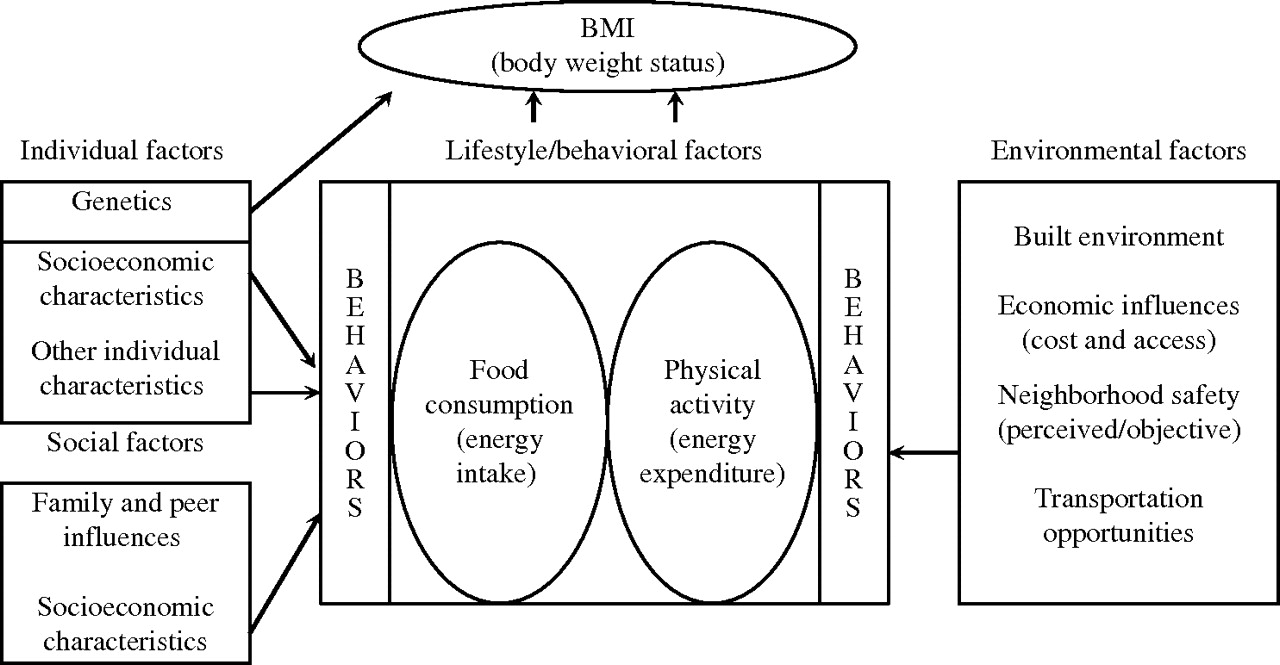 BMI
(body weight status)
Individual factors
Lifestyle/behavioral factors
Environmental factors
Genetics
Socioeconomic
characteristics
Other individual
characteristics
Social factors
Family and peer
influences
Socioeconomic
characteristics
BEHAVIORS
Food
consumption
(energy
intake)
Physical
activity
(energy
expenditure)
BEHAVIORS
Built environment
Economic influences
(cost and access)
Neighborhood safety
(perceived/objective)
Transportation
opportunities